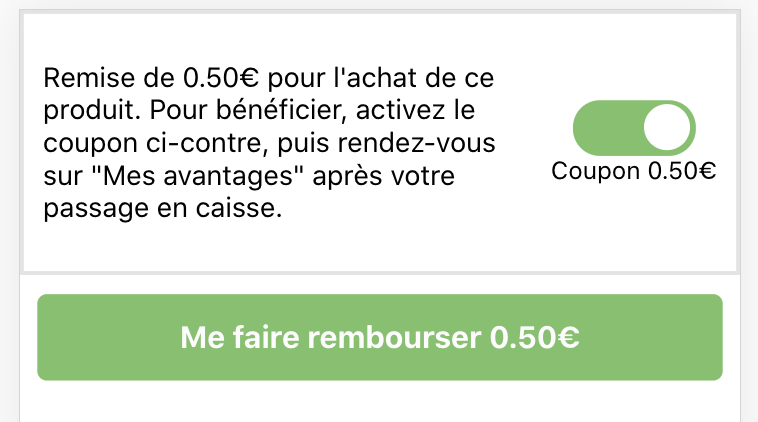 Remise de 0.50€ pour l'achat de ce
produit. Pour bénéficier, activez le
coupon ci-contre, puis rendez-vous
sur "Mes avantages" après votre
passage en caisse.
Coupon 0.50€
Me faire rembourser 0.50€